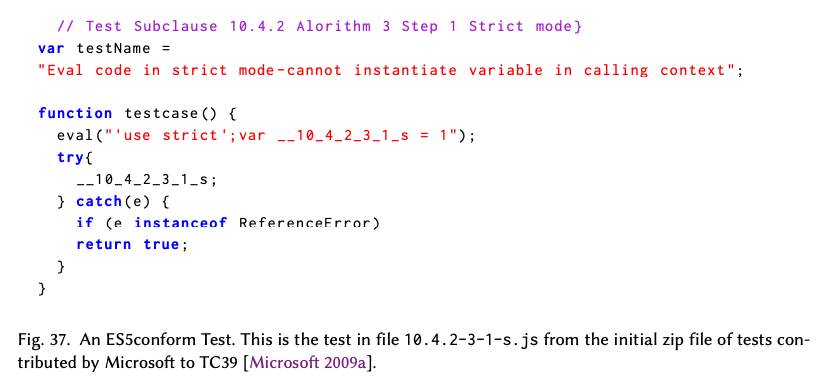 // Test Subclause 10.4.2 Alorithm 3 Step 1 Strict mode}
var testName =
"Eval code in strict mode-cannot instantiate variable in calling context";
function testcase() {
eval("'use strict';var __10_4_2_3_1_s = 1");
try{
__10_4_2_3_1_s;
} catch(e) {
if (e instanceof ReferenceError)
return true;
}
}
Fig. 37. An ES5conform Test. This is the test in file 10.4.2-3-1-s.js from the initial zip file of tests con-
tributed by Microsoft to TC39 [Microsoft 2009a].